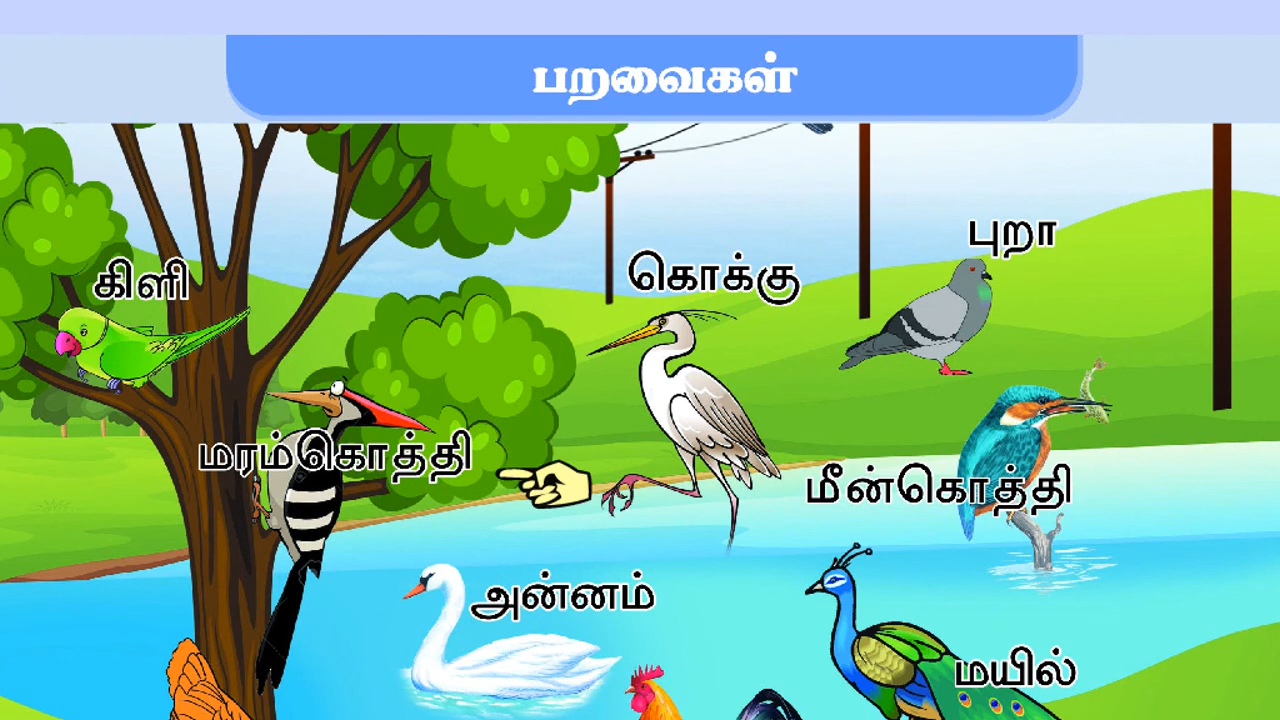 பறவைகள்
புறா
கிளி
கொக்கு
மரம்கொத்தி
மீன்கொத்தி
அன்னம்
மயில்